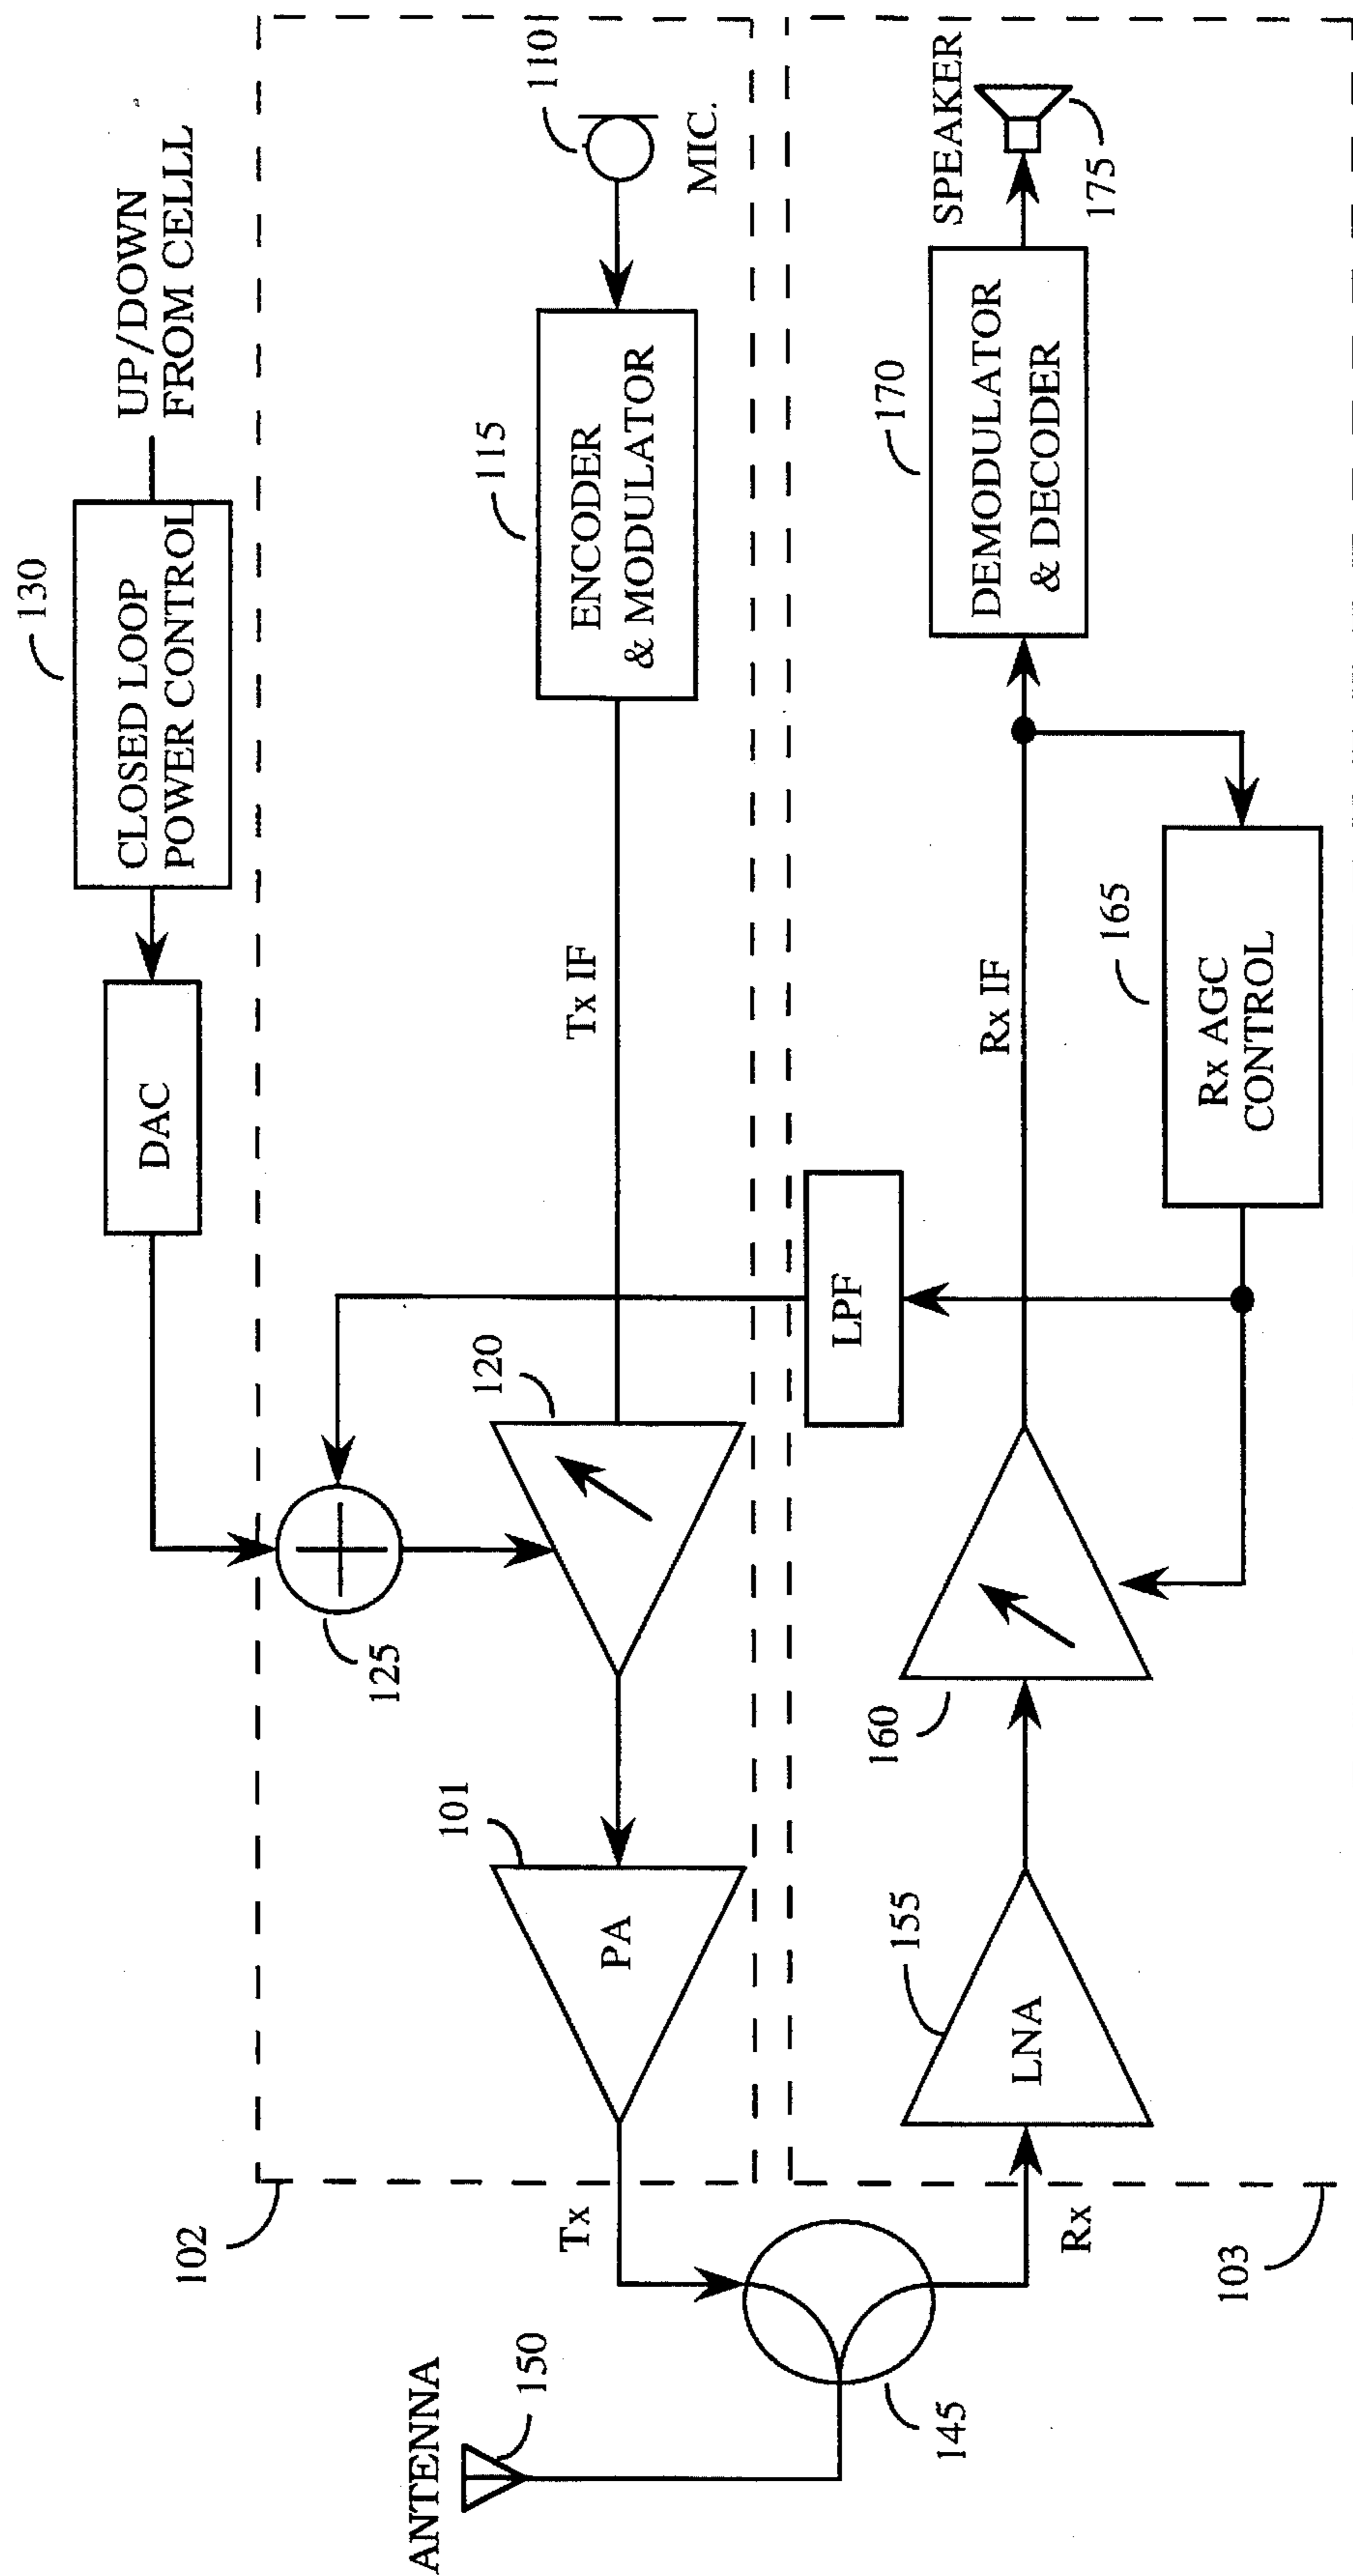 130
CLOSED LOOP
POWER CONTROL
UP/DOWN
FROM CELLL
DAC
102
125
120
Tx IF
115
ENCODER
& MODULATOR
110
MIC.
101
PA
Tx
ANTENNA
150
145
Rx
103
155
LNA
160
LPF
Rx IF
165
Rx AGC
CONTROL
170
DEMODULATOR
& DECODER
SPEAKER
175